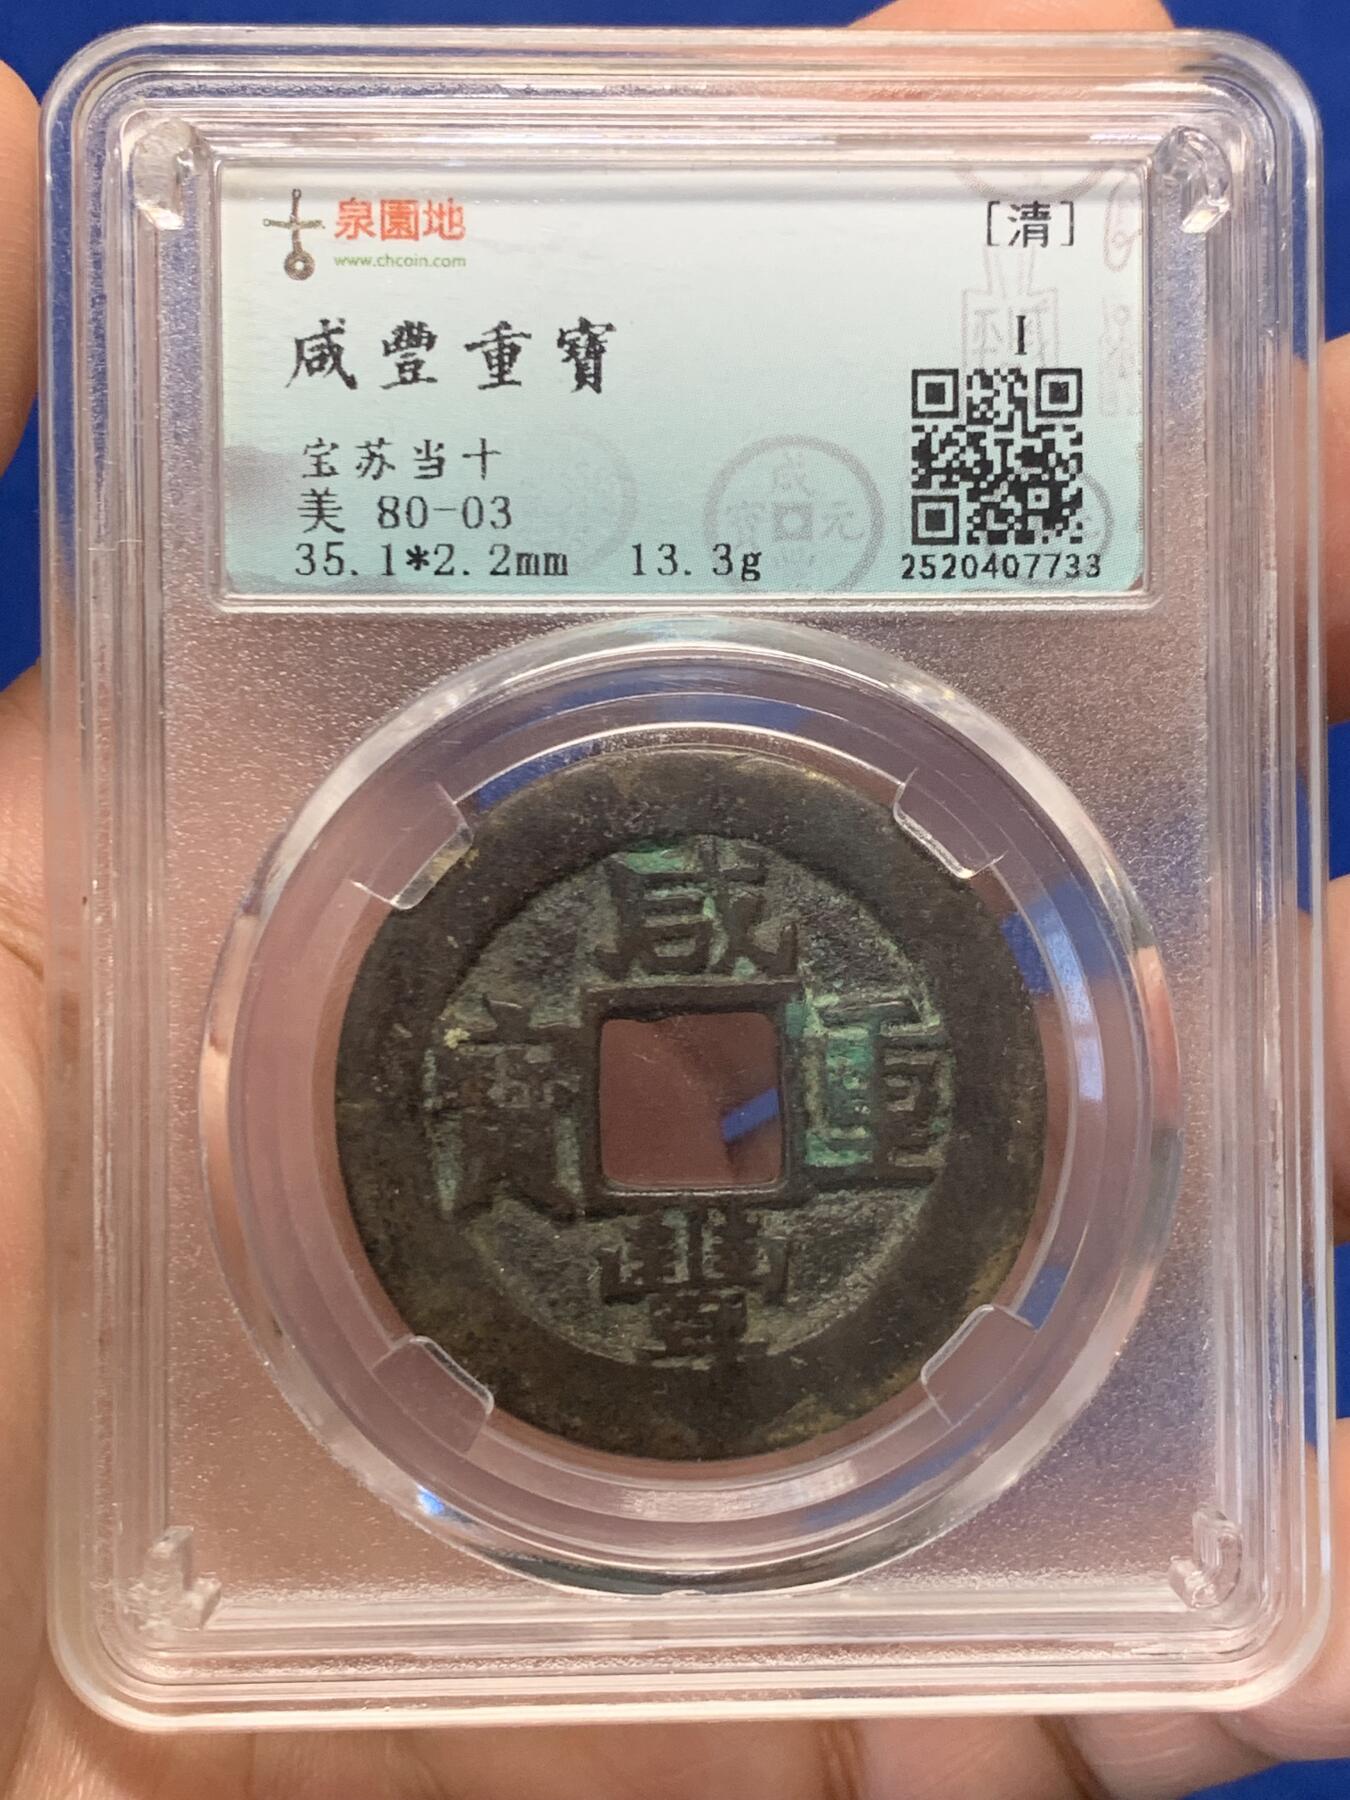 泉園地
www.chcoin.com
[清]
I
咸豐重寶
宝苏当十
美 80-03
35.1*2.2mm 13.3g
2520407733
咸
寶 重
豐